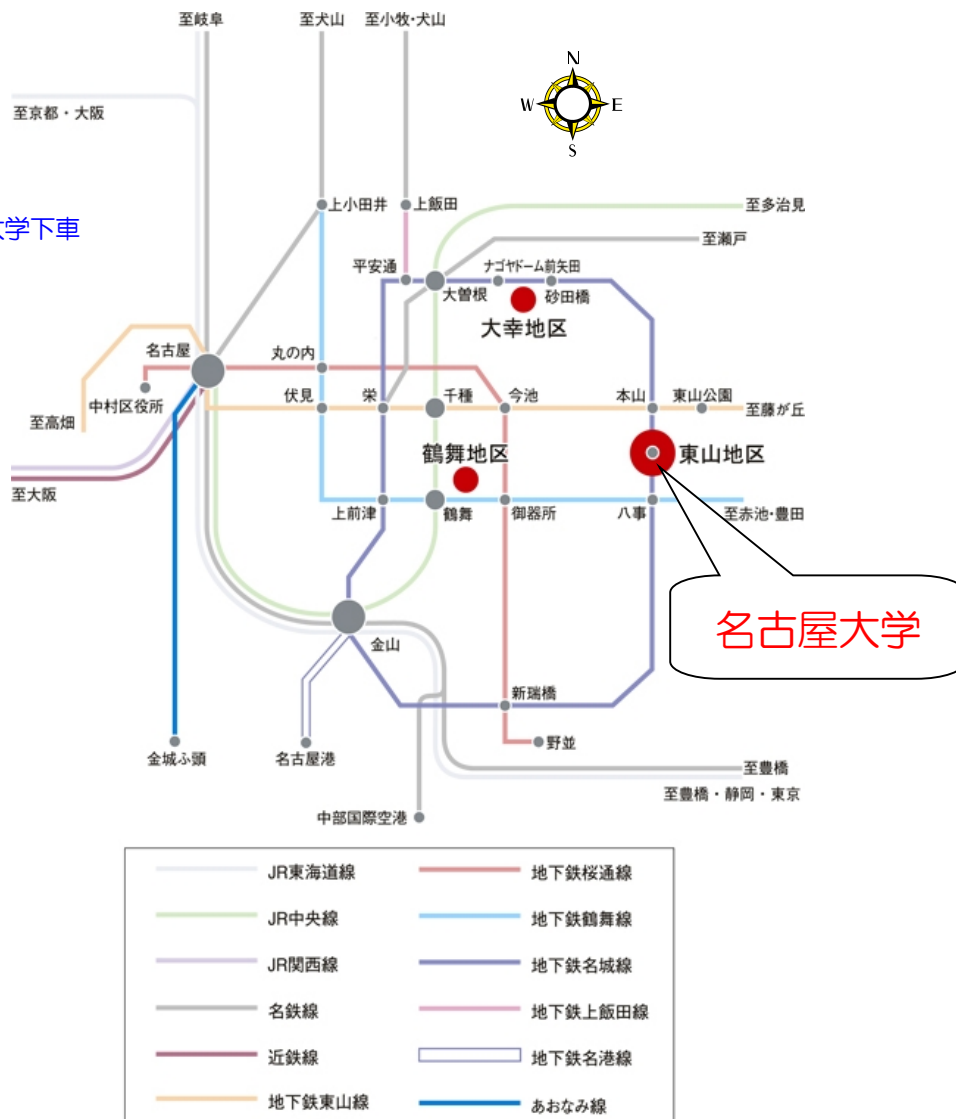 至岐阜
至犬山
至小牧・犬山
N
W
E
S
至京都・大阪
上小田井
上飯田
至多治見
学下車
至瀬戸
平安通
大曽根
ナゴヤドーム前矢田
砂田橋
大幸地区
名古屋
丸の内
中村区役所
伏見
栄
千種
今池
本山
東山公園
至藤が丘
至高畑
鶴舞地区
東山地区
至大阪
上前津
鶴舞
御器所
八事
至赤池・豊田
名古屋大学
金山
新瑞橋
野並
金城ふ頭
名古屋港
至豊橋
至豊橋・静岡・東京
中部国際空港
JR東海道線
地下鉄桜通線
JR中央線
地下鉄鶴舞線
JR関西線
地下鉄名城線
名鉄線
地下鉄上飯田線
近鉄線
地下鉄名港線
地下鉄東山線
あおなみ線